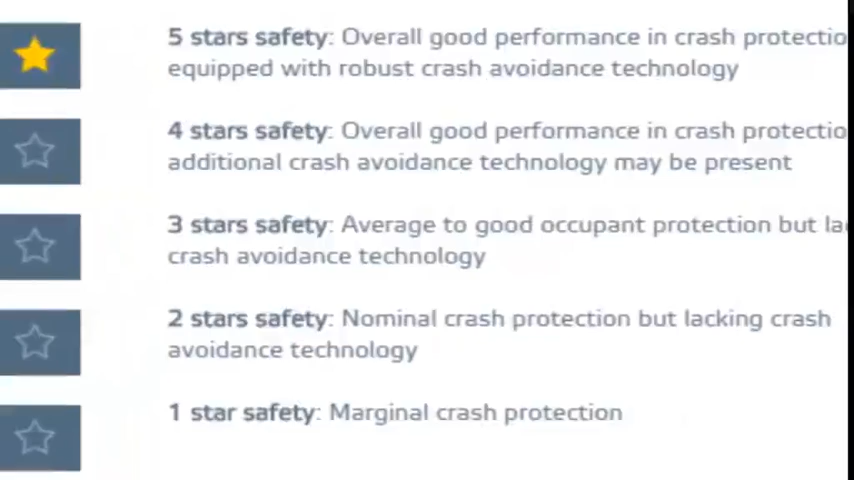 5 stars safety: Overall good performance in crash protectio
equipped with robust crash avoidance technology
4 stars safety: Overall good performance in crash protectio
additional crash avoidance technology may be present
3 stars safety: Average to good occupant protection but la
crash avoidance technology
2 stars safety: Nominal crash protection but lacking crash
avoidance technology
1 star safety: Marginal crash protection